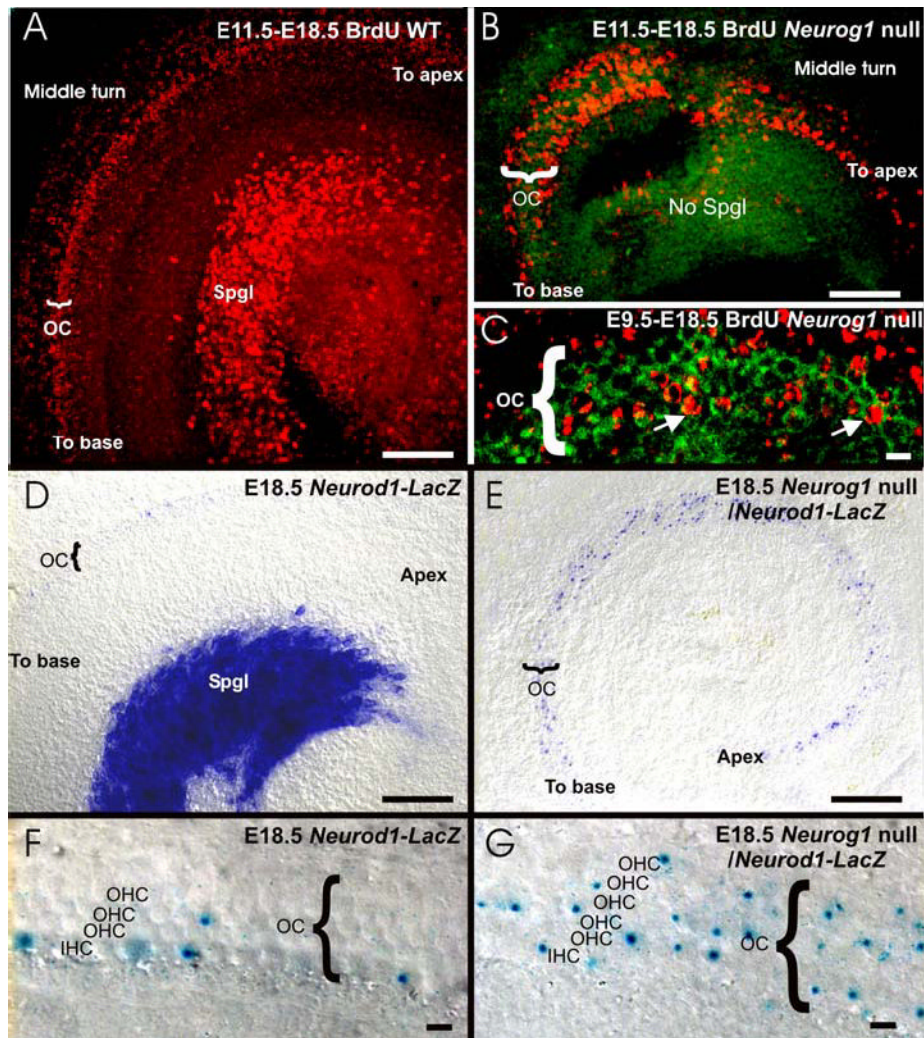 A
E11.5-E18.5 BrdU WT
To apex
Middle turn
Spgl
OC
To base
B
E11.5-E18.5 BrdU Neurog1 null
Middle turn
To apex
OC
No Spgl
To base
C
E9.5-E18.5 BrdU Neurog1 null
OC
D
E18.5 Neurod1-LacZ
OC
Apex
To base
Spgl
E
E18.5 Neurog1 null
/Neurod1-LacZ
OC
Apex
To base
F
E18.5 Neurod1-LacZ
OHC
OHC
OHC
IHC
OC
G
E18.5 Neurog1 null
/Neurod1-LacZ
OHC
OHC
OHC
OHC
OHC
IHC
OC